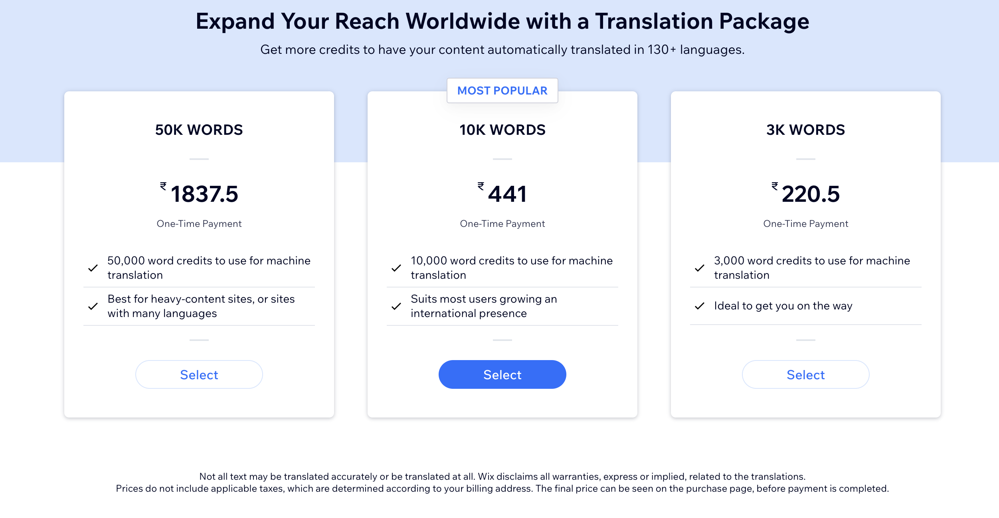 Expand Your Reach Worldwide with a Translation Package
Get more credits to have your content automatically translated in 130+ languages.
50K WORDS
₹ 1837.5
One-Time Payment
50,000 word credits to use for machine
translation
Best for heavy-content sites, or sites
with many languages
Select
MOST POPULAR
10K WORDS
₹ 441
One-Time Payment
10,000 word credits to use for machine
translation
Suits most users growing an
international presence
Select
3K WORDS
₹ 220.5
One-Time Payment
3,000 word credits to use for machine
translation
Ideal to get you on the way
Select
Not all text may be translated accurately or be translated at all. Wix disclaims all warranties, express or implied, related to the translations.
Prices do not include applicable taxes, which are determined according to your billing address. The final price can be seen on the purchase page, before payment is completed.